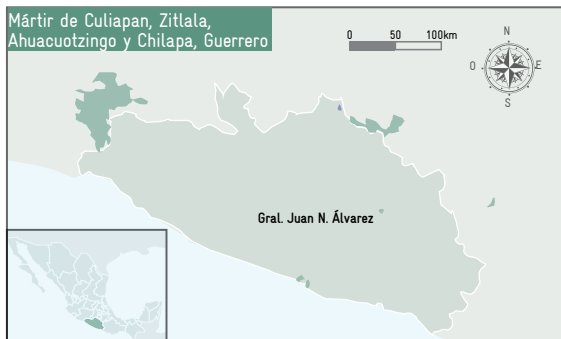 Mártir de Culiapan, Zitlala,
Ahuacuotzingo y Chilapa, Guerrero
0 50 100km
N
O E
S
Gral. Juan N. Álvarez